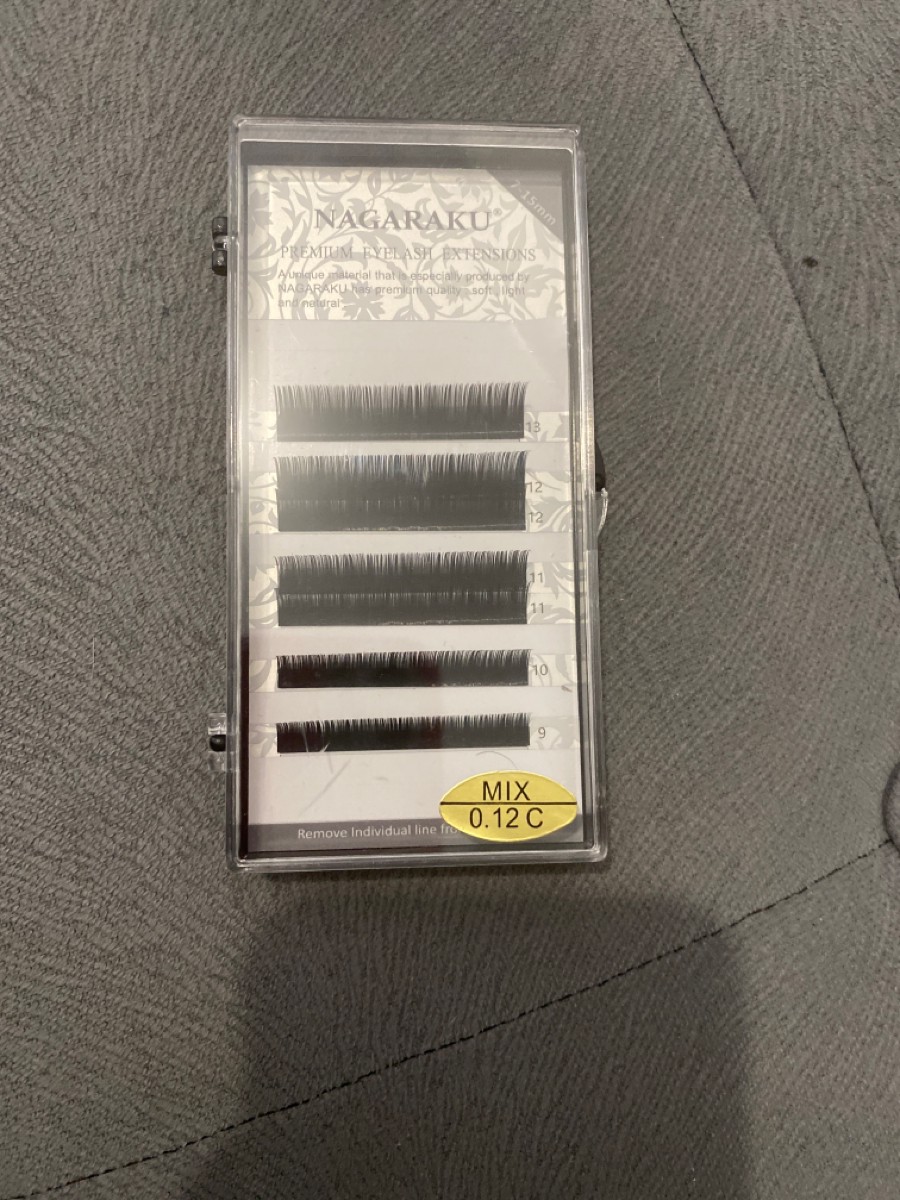 7-15mm
NAGARAKU®
PREMIUM EYELASH EXTENSIONS
A unique material that is especially produced by
NAGARAKU has premium quality, soft, light
and natural
13
12
12
11
11
10
9
MIX
0.12 C
Remove Individual line fro